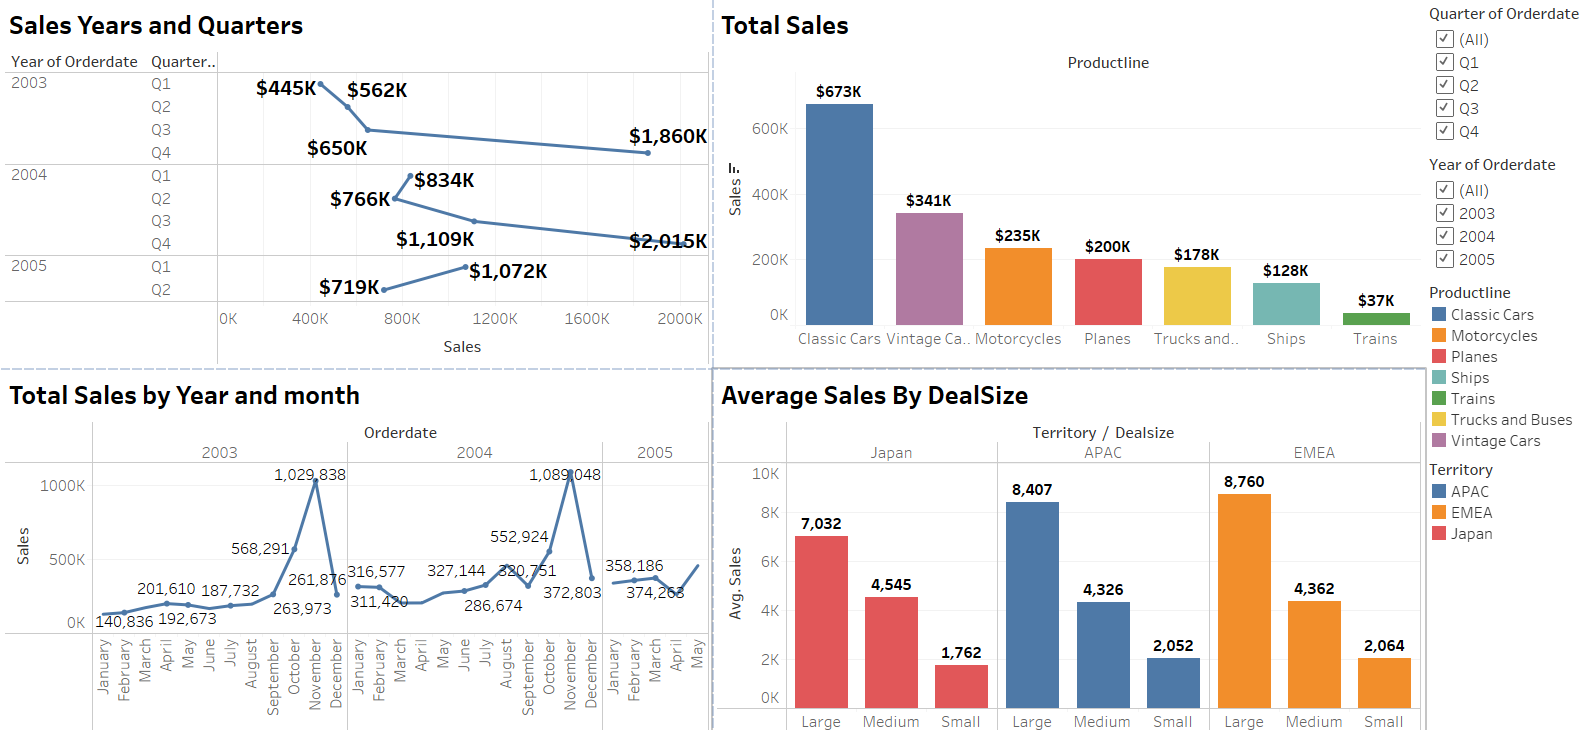 Sales Years and Quarters
Year of Orderdate Quarter..
2003 Q1 $445K
Q2 $562K
Q3 $650K
Q4 $1,860K
2004 Q1 $834K
Q2 $766K
Q3 $1,109K
Q4 $2,015K
2005 Q1 $1,072K
Q2 $719K
0K 400K 800K 1200K 1600K 2000K
Sales
Total Sales
Productline
Sales
600K
400K
200K
0K
$673K $341K $235K $200K $178K $128K $37K
Classic Cars Vintage Ca.. Motorcycles Planes Trucks and.. Ships Trains
Total Sales by Year and month
Orderdate
2003 2004 2005
Sales
1000K
500K
0K
140,836 201,610 192,673 187,732 263,973 568,291 1,029,838 261,876
316,577 311,420 327,144 286,674 320,751 552,924 1,089,048 372,803
358,186 374,263
January February March April May June July August September October November December
January February March April May June July August September October November December
January February March April May
Average Sales By DealSize
Territory / Dealsize
Japan APAC EMEA
Avg. Sales
10K
8K
6K
4K
2K
0K
7,032 4,545 1,762 8,407 4,326 2,052 8,760 4,362 2,064
Large Medium Small Large Medium Small Large Medium Small
Quarter of Orderdate
(All)
Q1
Q2
Q3
Q4
Year of Orderdate
(All)
2003
2004
2005
Productline
Classic Cars
Motorcycles
Planes
Ships
Trains
Trucks and Buses
Vintage Cars
Territory
APAC
EMEA
Japan